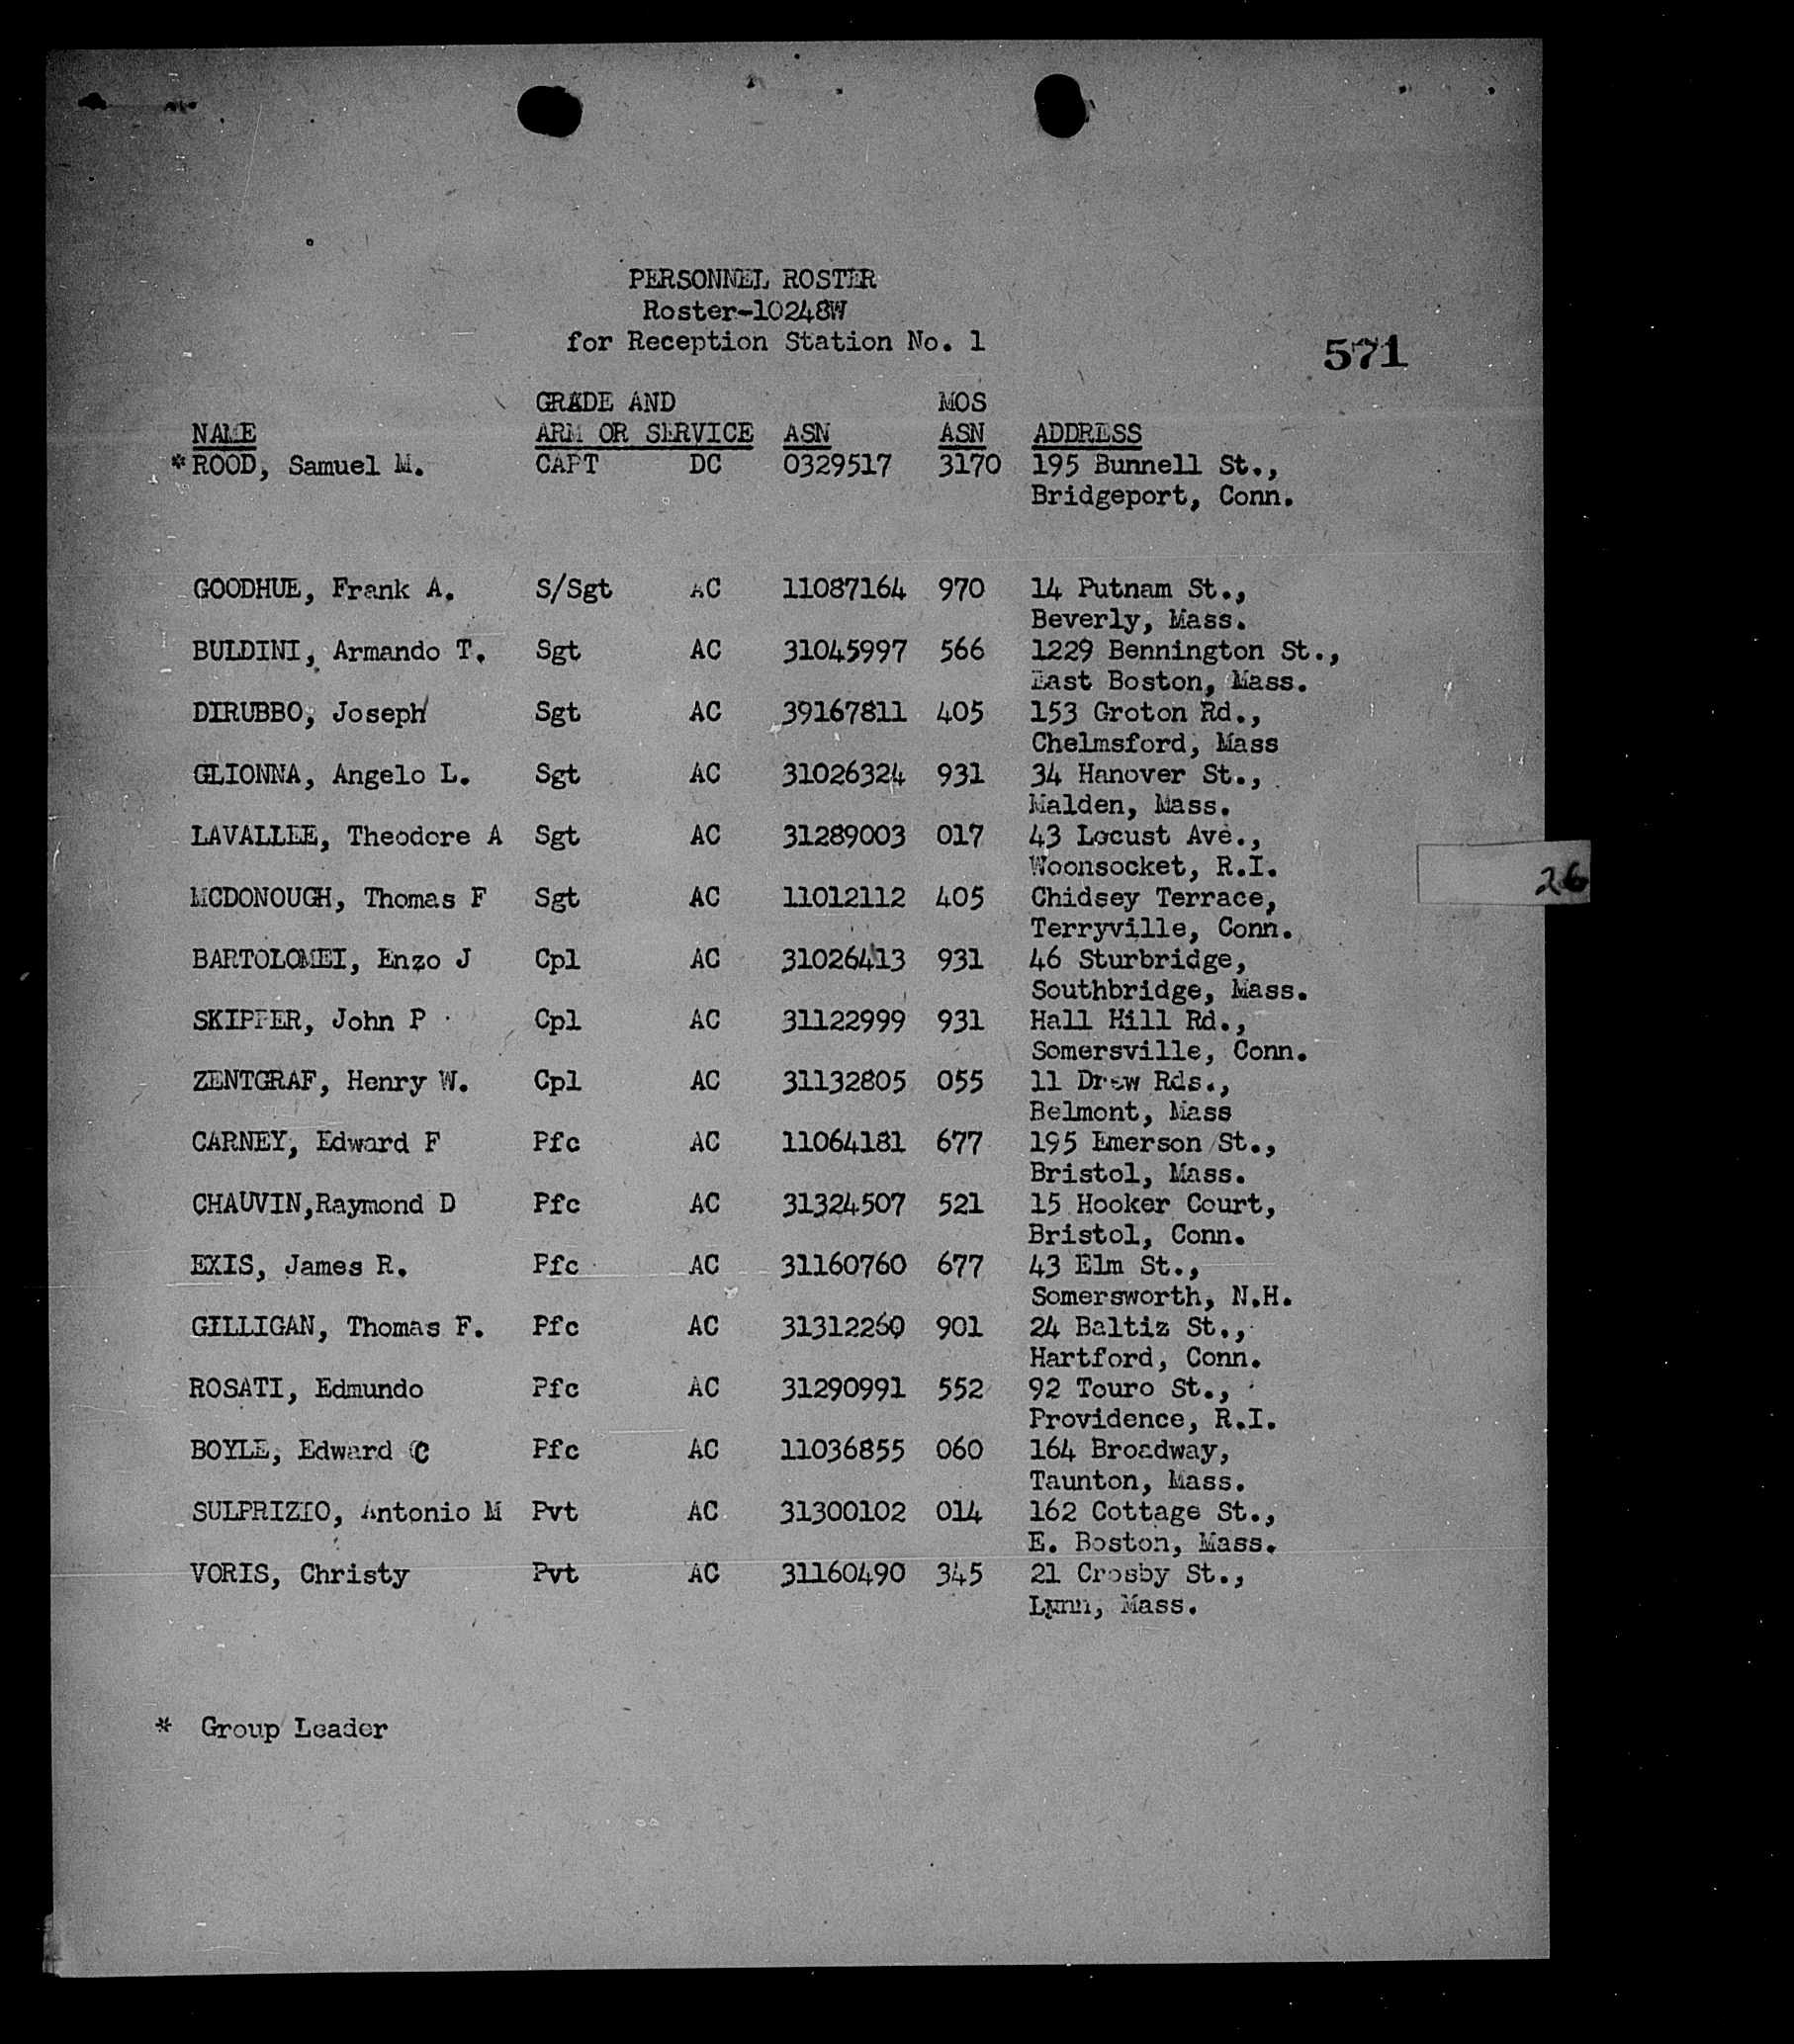 PERSONNEL ROSTER
Roster-10248W
for Reception Station No. 1
571
GRADE AND MOS
NAME ARM OR SERVICE ASN ASN ADDRESS
*ROOD, Samuel M. CAPT DC 0329517 3170 195 Bunnell St.,
Bridgeport, Conn.
GOODHUE, Frank A. S/Sgt AC 11087164 970 14 Putnam St.,
Beverly, Mass.
BULDINI, Armando T. Sgt AC 31045997 566 1229 Bennington St.,
East Boston, Mass.
DIRUBBO, Joseph Sgt AC 39167811 405 153 Groton Rd.,
Chelmsford, Mass
GLIONNA, Angelo L. Sgt AC 31026324 931 34 Hanover St.,
Malden, Mass.
LAVALLEE, Theodore A Sgt AC 31289003 017 43 Locust Ave.,
Woonsocket, R.I.
MCDONOUGH, Thomas F Sgt AC 11012112 405 Chidsey Terrace,
Terryville, Conn.
26
BARTOLOMEI, Enzo J Cpl AC 31026413 931 46 Sturbridge,
Southbridge, Mass.
SKIPPER, John P Cpl AC 31122999 931 Hall Hill Rd.,
Somersville, Conn.
ZENTGRAF, Henry W. Cpl AC 31132805 055 11 Drew Rds.,
Belmont, Mass
CARNEY, Edward F Pfc AC 11064181 677 195 Emerson St.,
Bristol, Mass.
CHAUVIN,Raymond D Pfc AC 31324507 521 15 Hooker Court,
Bristol, Conn.
EXIS, James R. Pfc AC 31160760 677 43 Elm St.,
Somersworth, N.H.
GILLIGAN, Thomas F. Pfc AC 31312260 901 24 Baltiz St.,
Hartford, Conn.
ROSATI, Edmundo Pfc AC 31290991 552 92 Touro St.,
Providence, R.I.
BOYLE, Edward C Pfc AC 11036855 060 164 Broadway,
Taunton, Mass.
SULPRIZIO, Antonio M Pvt AC 31300102 014 162 Cottage St.,
E. Boston, Mass.
VORIS, Christy Pvt AC 31160490 345 21 Crosby St.,
Lynn, Mass.
* Group Leader